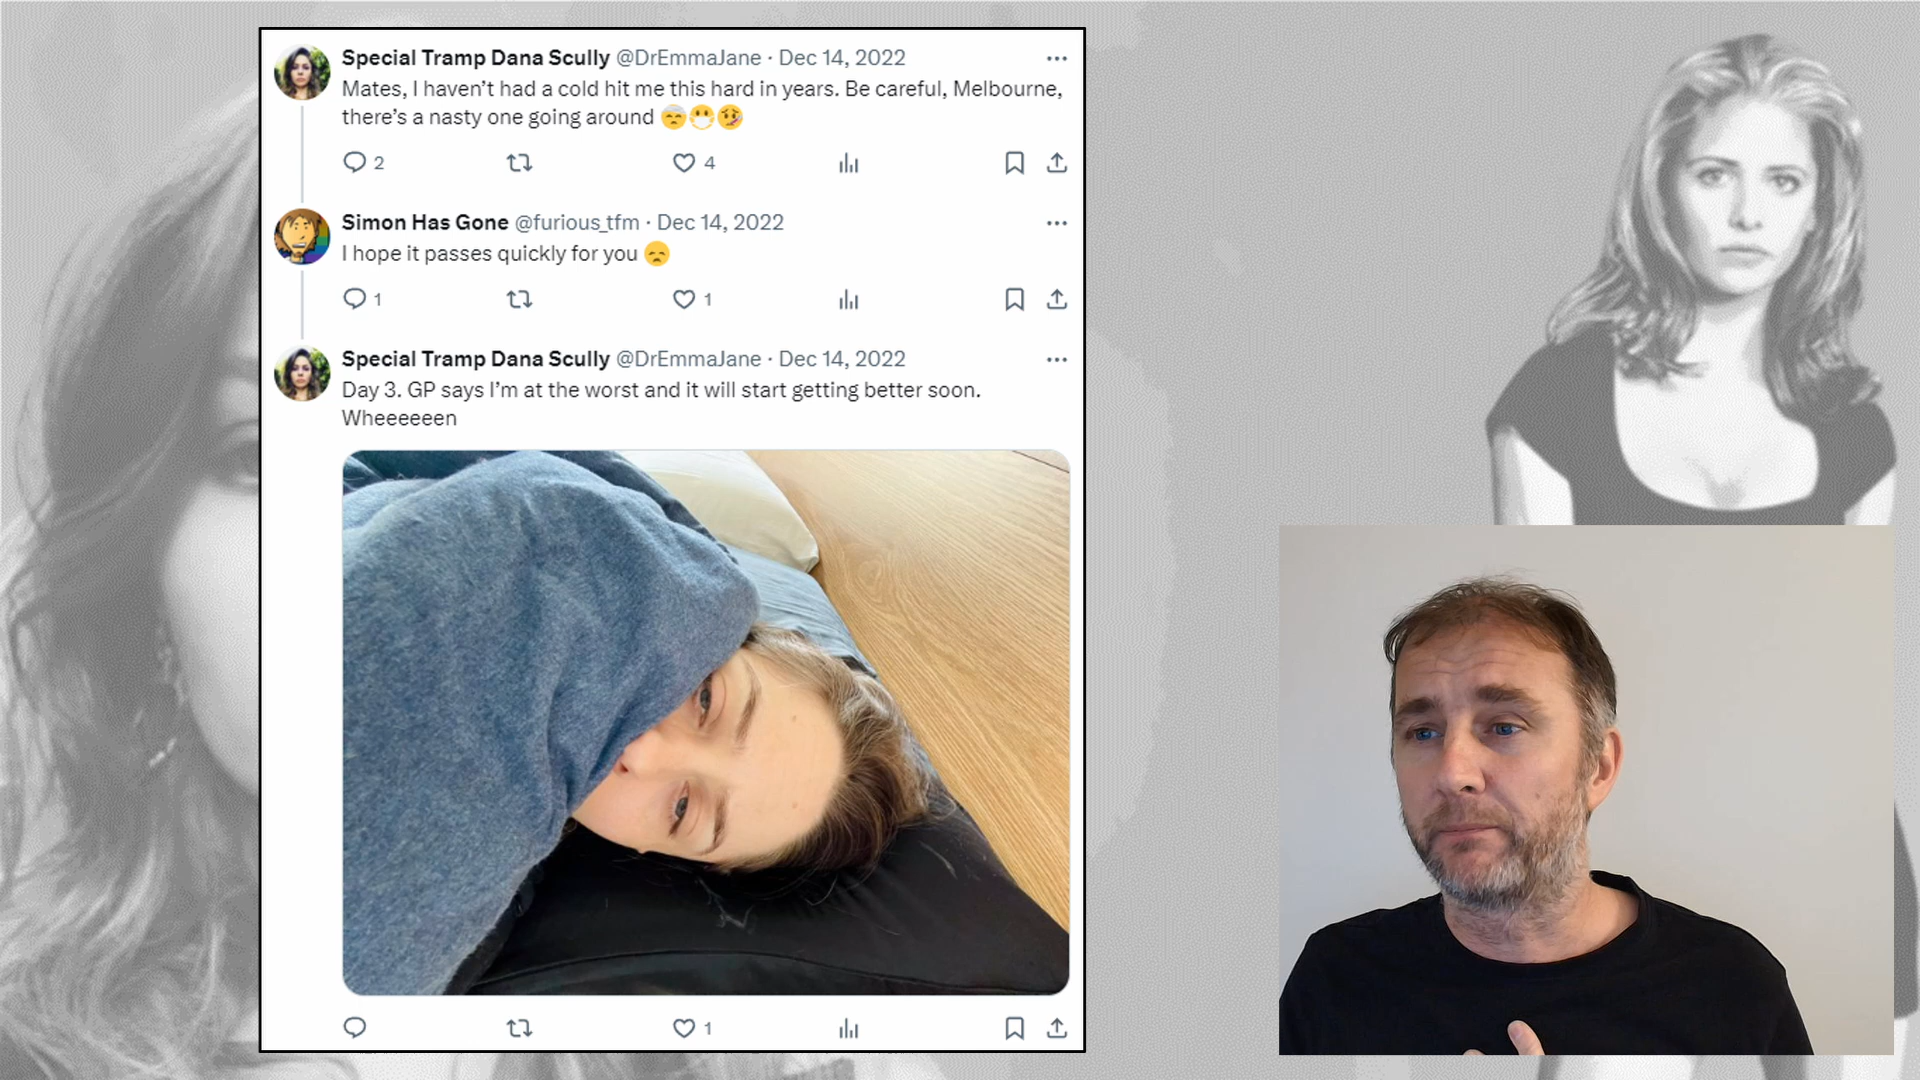 Special Tramp Dana Scully @DrEmmaJane · Dec 14, 2022
Mates, I haven’t had a cold hit me this hard in years. Be careful, Melbourne,
there’s a nasty one going around 🤕😷🤒
2 4
Simon Has Gone @furious_tfm · Dec 14, 2022
I hope it passes quickly for you 😞
1 1
Special Tramp Dana Scully @DrEmmaJane · Dec 14, 2022
Day 3. GP says I’m at the worst and it will start getting better soon.
Wheeeeeen
1